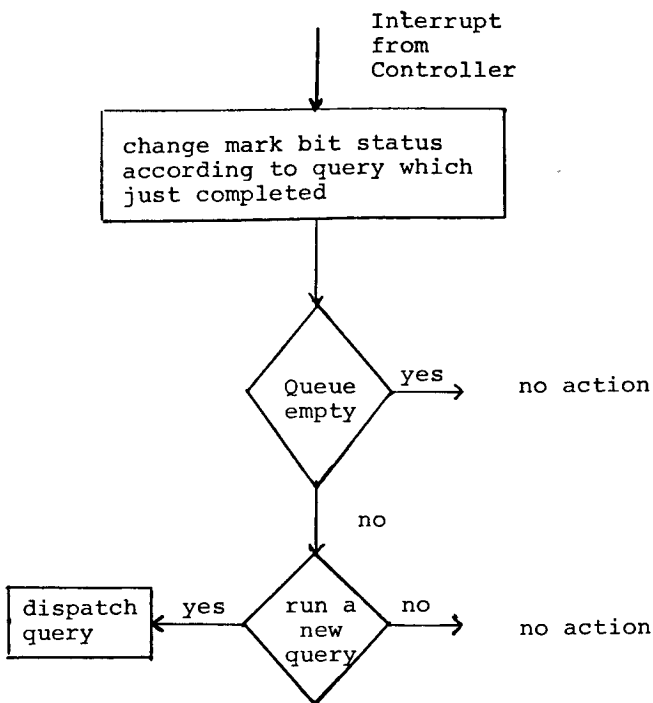 Interrupt
from
Controller
change mark bit status
according to query which
just completed
Queue
empty
yes
no action
no
dispatch
query
yes
run a
new
query
no
no action